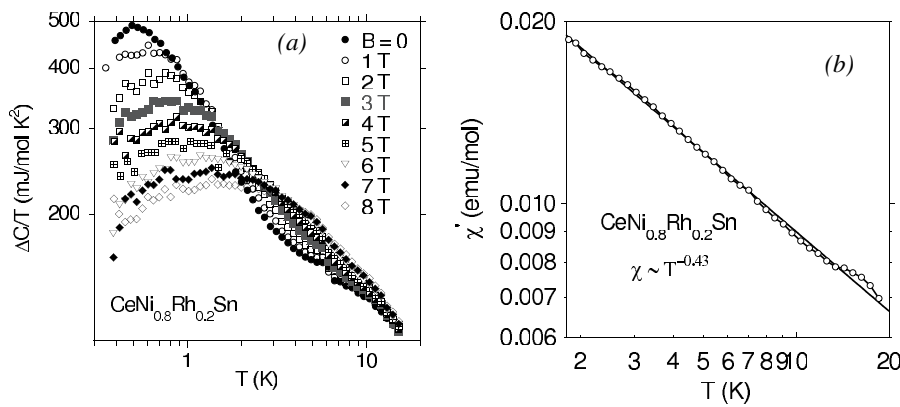 500
400
300
200
ΔC/T (mJ/mol K²)
(a)
B = 0
1 T
2 T
3 T
4 T
5 T
6 T
7 T
8 T
CeNi₀.₈Rh₀.₂Sn
1
10
T (K)
0.020
0.010
0.009
0.008
0.007
0.006
χ' (emu/mol)
(b)
CeNi₀.₈Rh₀.₂Sn
χ ~ T⁻⁰·⁴³
2 3 4 5 6 7 8 9 10 20
T (K)